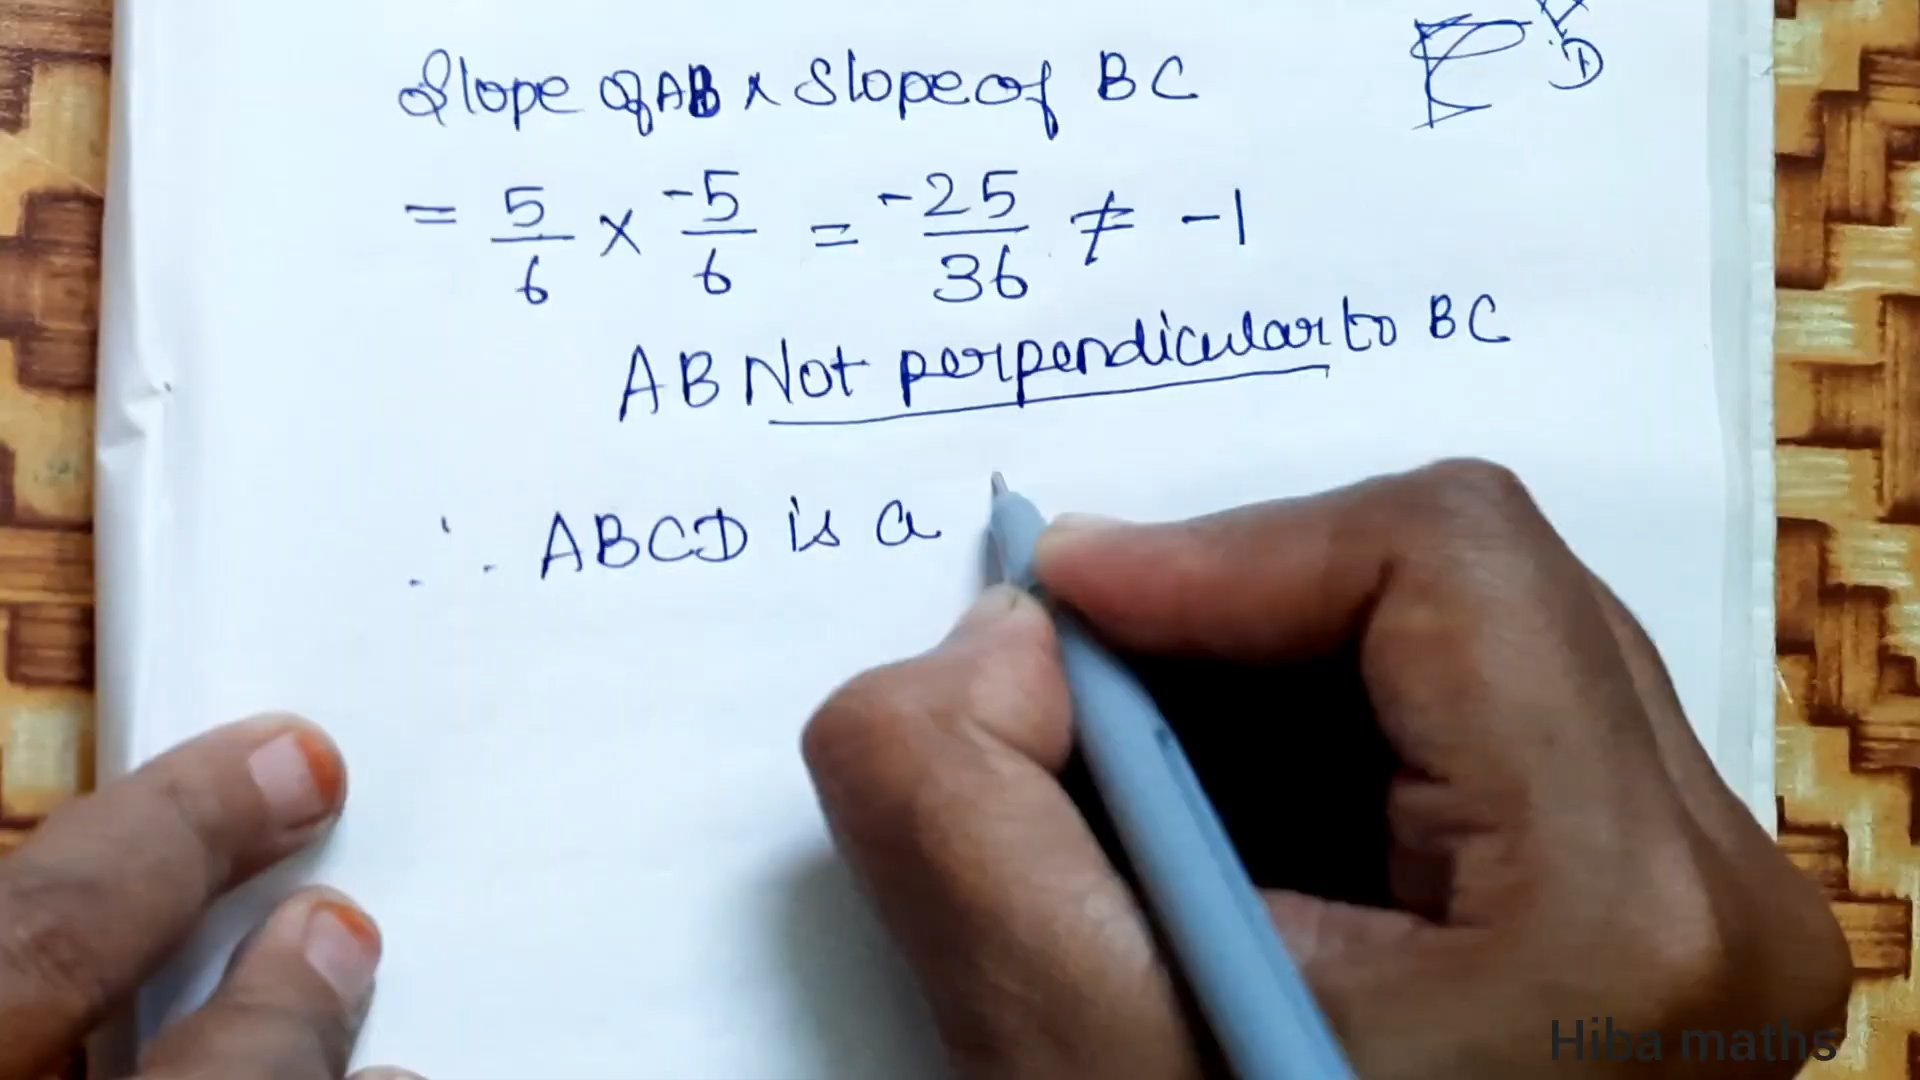 Slope of AB x Slope of BC
= 5/6 × -5/6 = -25/36 ≠ -1
AB Not perpendicular to BC
∴ ABCD is a
D
Hiba maths